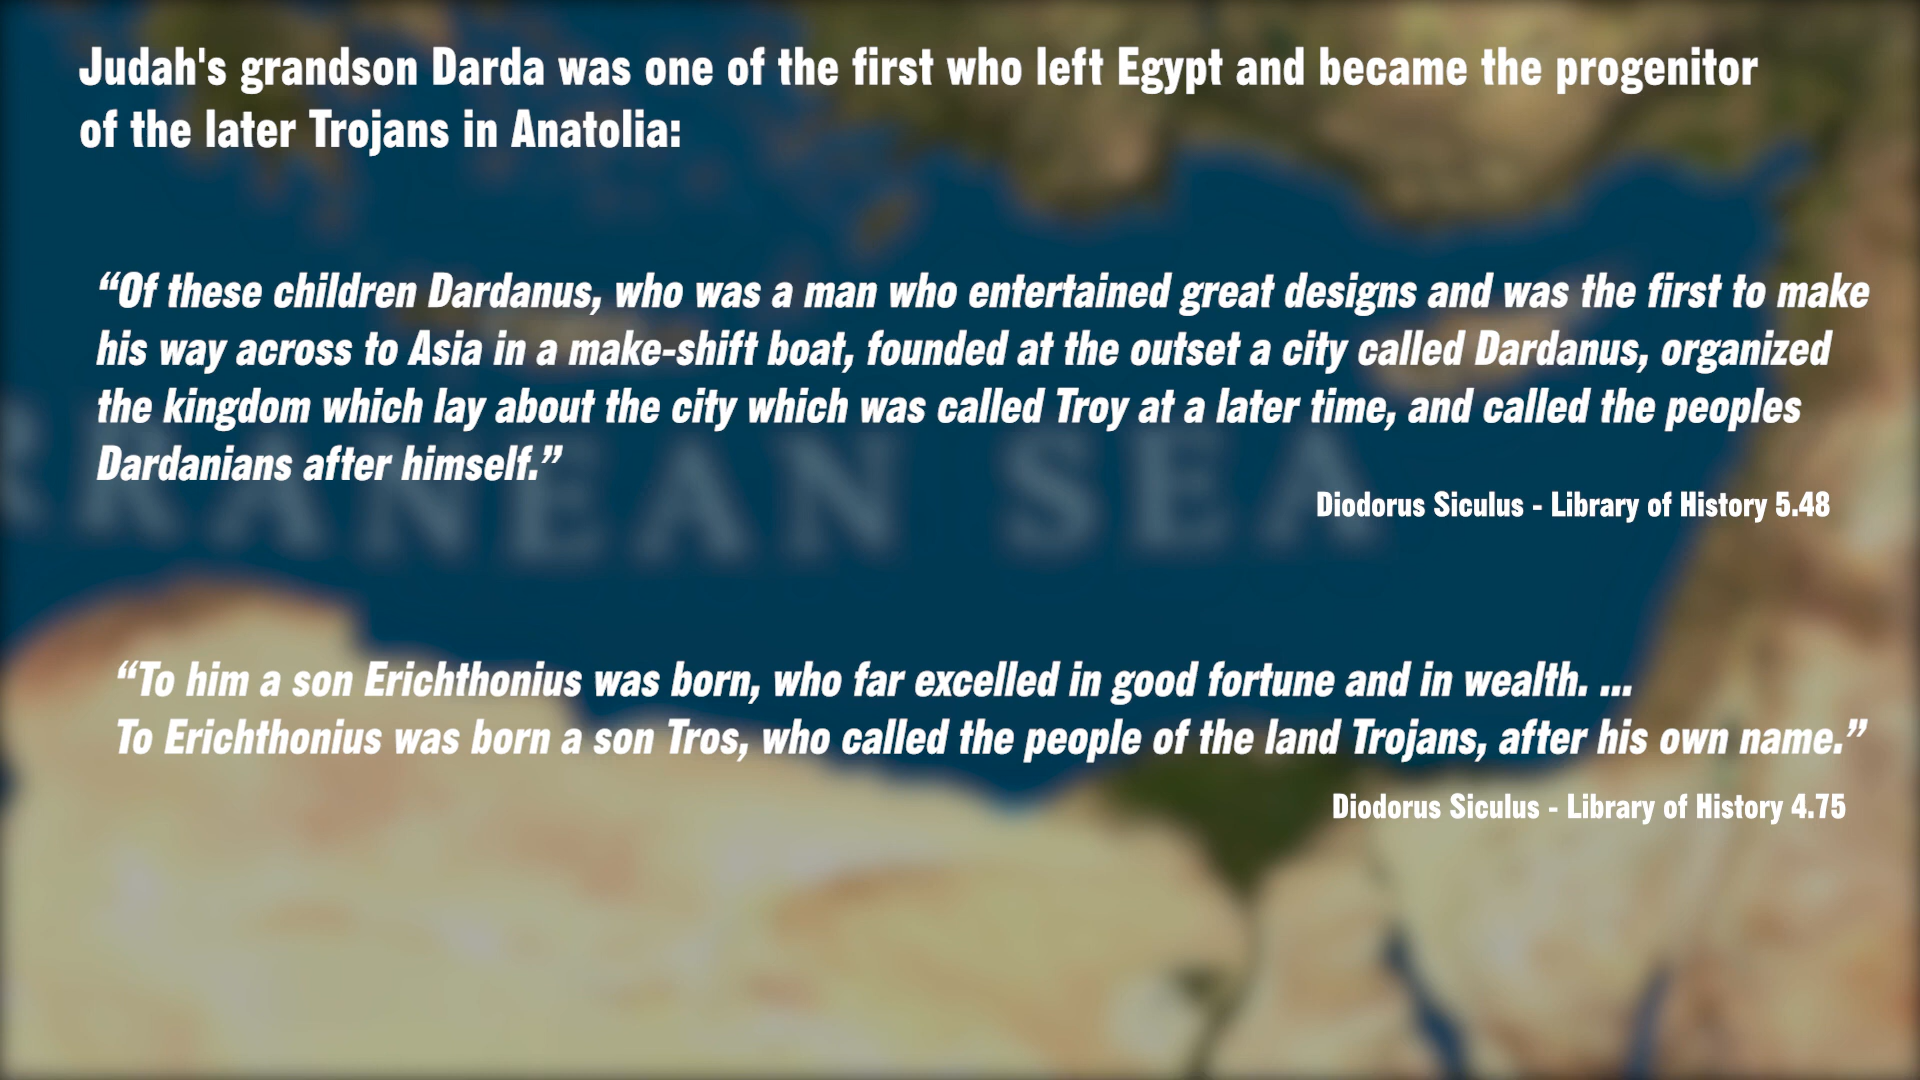 Judah's grandson Darda was one of the first who left Egypt and became the progenitor
of the later Trojans in Anatolia:
“Of these children Dardanus, who was a man who entertained great designs and was the first to make
his way across to Asia in a make-shift boat, founded at the outset a city called Dardanus, organized
the kingdom which lay about the city which was called Troy at a later time, and called the peoples
Dardanians after himself.”
RRANEAN SEA
Diodorus Siculus - Library of History 5.48
“To him a son Erichthonius was born, who far excelled in good fortune and in wealth. ...
To Erichthonius was born a son Tros, who called the people of the land Trojans, after his own name.”
Diodorus Siculus - Library of History 4.75